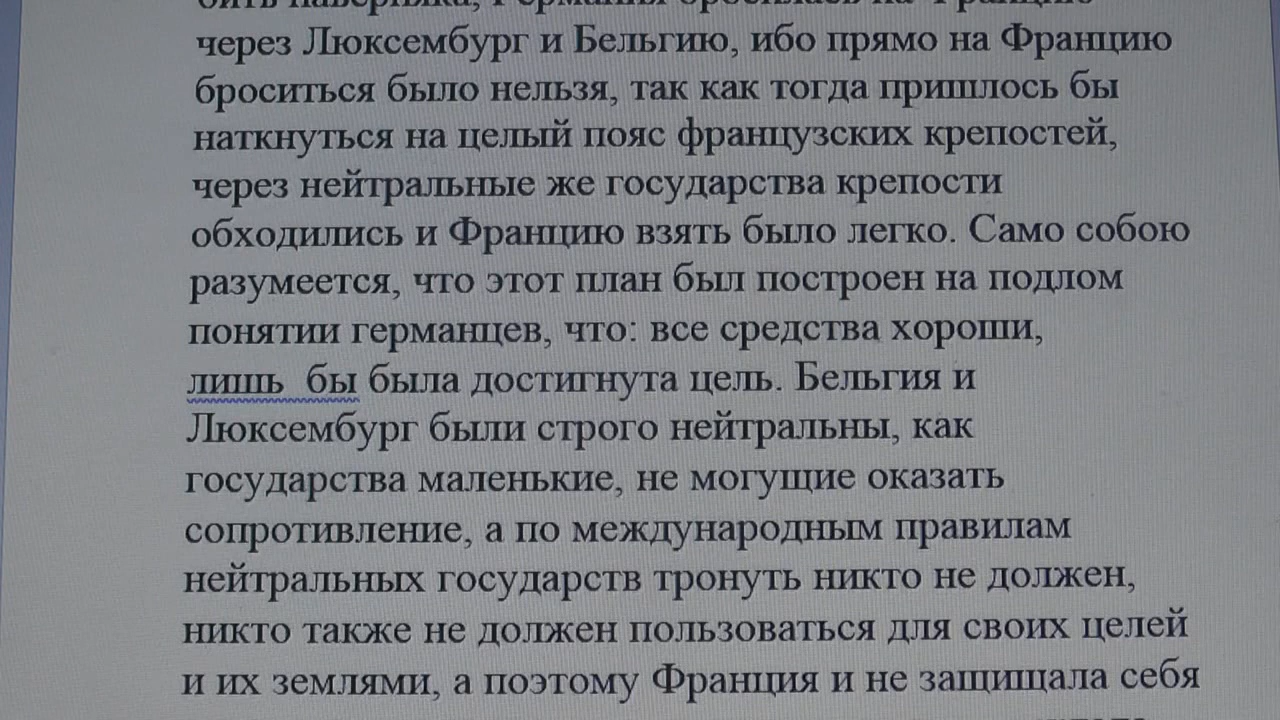 через Люксембург и Бельгию, ибо прямо на Францию
броситься было нельзя, так как тогда пришлось бы
наткнуться на целый пояс французских крепостей,
через нейтральные же государства крепости
обходились и Францию взять было легко. Само собою
разумеется, что этот план был построен на подлом
понятии германцев, что: все средства хороши,
лишь  бы была достигнута цель. Бельгия и
Люксембург были строго нейтральны, как
государства маленькие, не могущие оказать
сопротивление, а по международным правилам
нейтральных государств тронуть никто не должен,
никто также не должен пользоваться для своих целей
и их землями, а поэтому Франция и не защищала себя